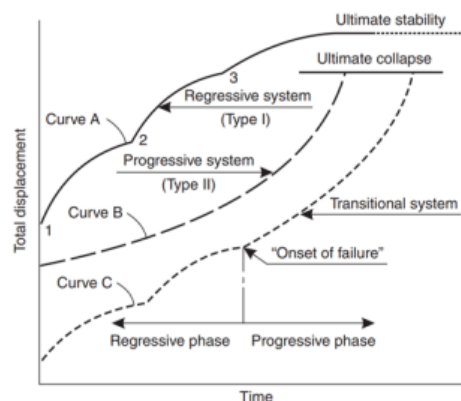 Ultimate stability
Ultimate collapse
3
Regressive system
(Type I)
Curve A
2
Progressive system
(Type II)
Transitional system
1
Curve B
"Onset of failure"
Curve C
Regressive phase
Progressive phase
Total displacement
Time